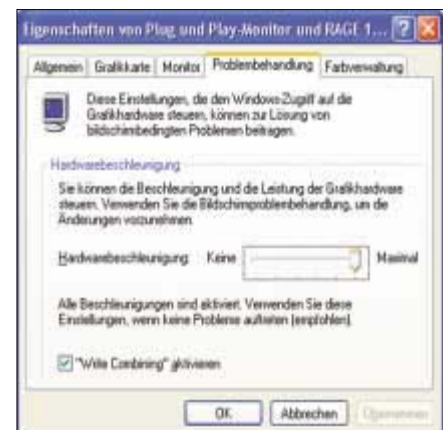 Eigenschaften von Plug und Play-Monitor und RAGE 1... ?
Allgemein Grafikkarte Monitor Problembehandlung Farbverwaltung
Diese Einstellungen, die den Windows-Zugriff auf die
Grafikhardware steuern, können zur Lösung von
bildschirmbedingten Problemen beitragen.
Hardwarebeschleunigung
Sie können die Beschleunigung und die Leistung der Grafikhardware
steuern. Verwenden Sie die Bildschirmproblembehandlung, um die
Änderungen vorzunehmen.
Hardwarebeschleunigung: Keine Maximal
Alle Beschleunigungen sind aktiviert. Verwenden Sie diese
Einstellungen, wenn keine Probleme auftreten (empfohlen).
"Write Combining" aktivieren
OK Abbrechen Übernehmen